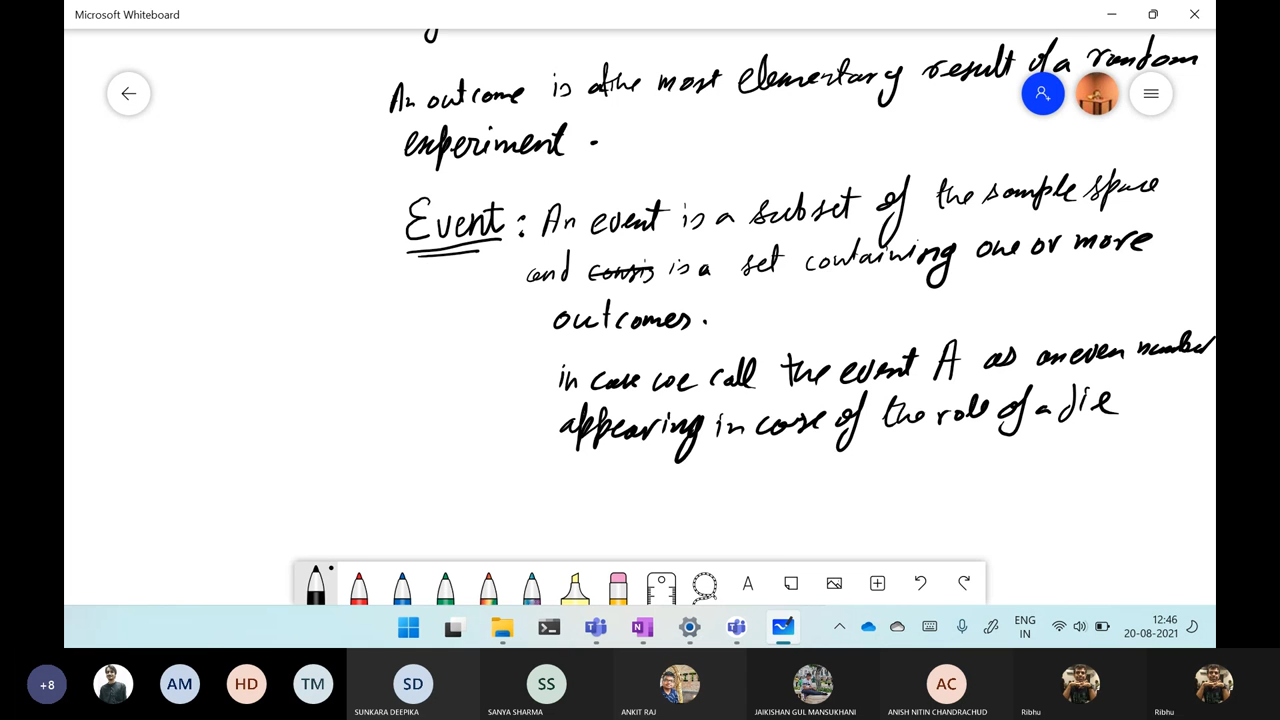 Microsoft Whiteboard
An outcome is the most elementary result of a random
experiment .
Event : An event is a subset of the sample space
and consis is a set containing one or more
outcomes .
in case we call the event A as an even number
appearing in case of the role of a die
A
ENG
IN
12:46
20-08-2021
+8
AM
HD
TM
SD
SUNKARA DEEPIKA
SS
SANYA SHARMA
ANKIT RAJ
JAIKISHAN GUL MANSUKHANI
AC
ANISH NITIN CHANDRACHUD
Ribhu
Ribhu